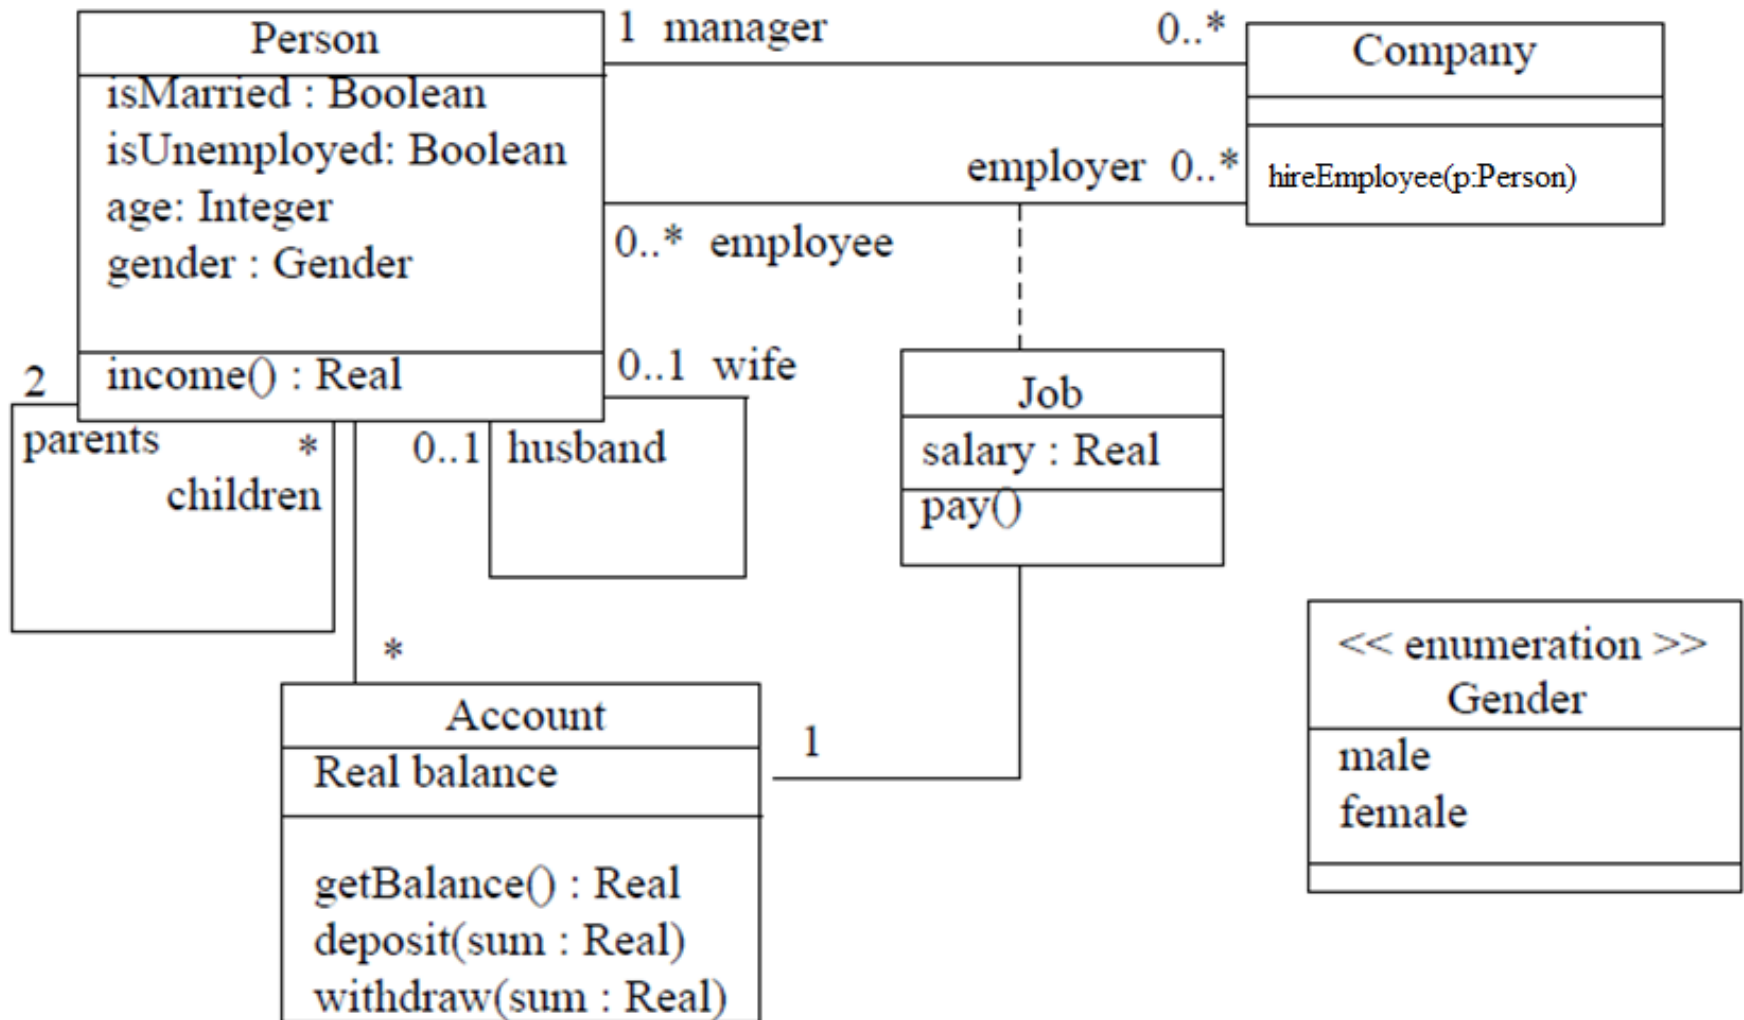 Person
isMarried : Boolean
isUnemployed: Boolean
age: Integer
gender : Gender
income() : Real
1 manager
0..*
Company
hireEmployee(p:Person)
employer 0..*
0..* employee
0..1 wife
0..1
husband
2
parents
*
children
Job
salary : Real
pay()
*
1
Account
Real balance
getBalance() : Real
deposit(sum : Real)
withdraw(sum : Real)
<< enumeration >>
Gender
male
female